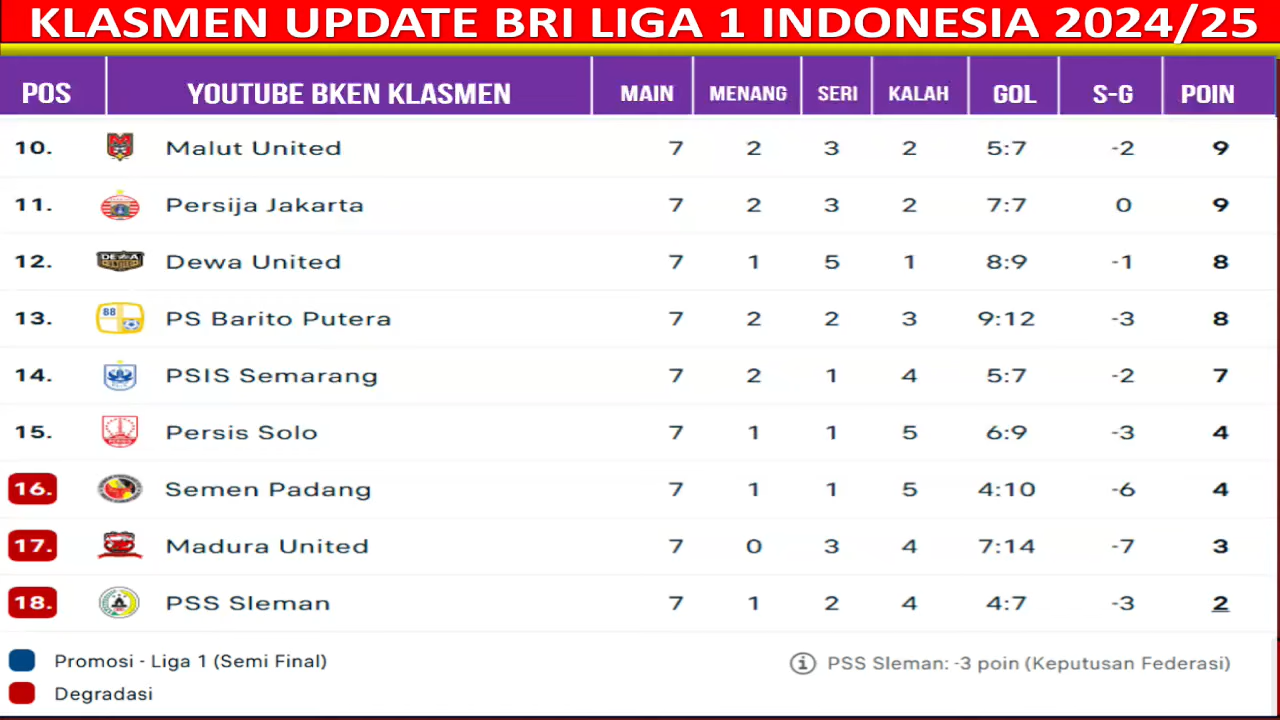 KLASMEN UPDATE BRI LIGA 1 INDONESIA 2024/25
POS YOUTUBE BKEN KLASMEN MAIN MENANG SERI KALAH GOL S-G POIN
10. Malut United 7 2 3 2 5:7 -2 9
11. Persija Jakarta 7 2 3 2 7:7 0 9
12. Dewa United 7 1 5 1 8:9 -1 8
13. 88 PS Barito Putera 7 2 2 3 9:12 -3 8
14. PSIS Semarang 7 2 1 4 5:7 -2 7
15. Persis Solo 7 1 1 5 6:9 -3 4
16. Semen Padang 7 1 1 5 4:10 -6 4
17. Madura United 7 0 3 4 7:14 -7 3
18. PSS Sleman 7 1 2 4 4:7 -3 2
Promosi - Liga 1 (Semi Final) PSS Sleman: -3 poin (Keputusan Federasi)
Degradasi